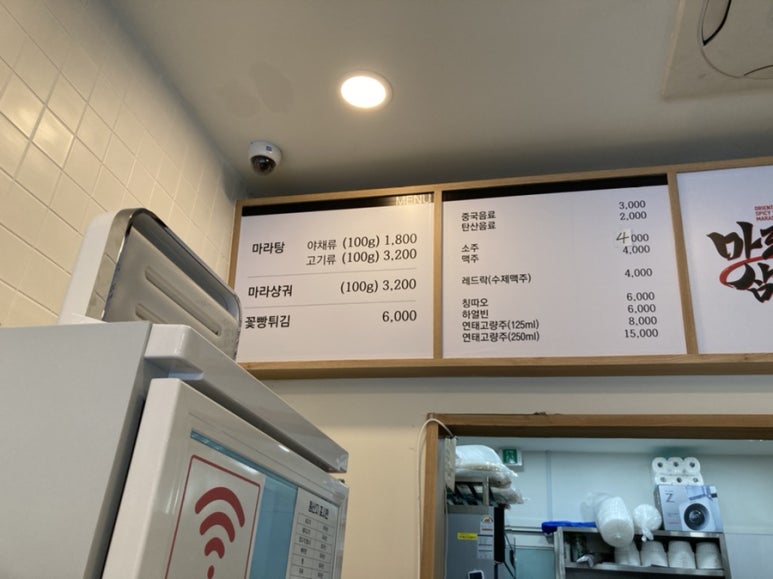 MENU
마라탕 야채류 (100g) 1,800
고기류 (100g) 3,200
마라샹궈 (100g) 3,200
꽃빵튀김 6,000
중국음료 3,000
탄산음료 2,000
소주 4,000
맥주 4,000
레드락(수제맥주) 4,000
칭따오 6,000
하얼빈 6,000
연태고량주(125ml) 8,000
연태고량주(250ml) 15,000
마라
삼
Z